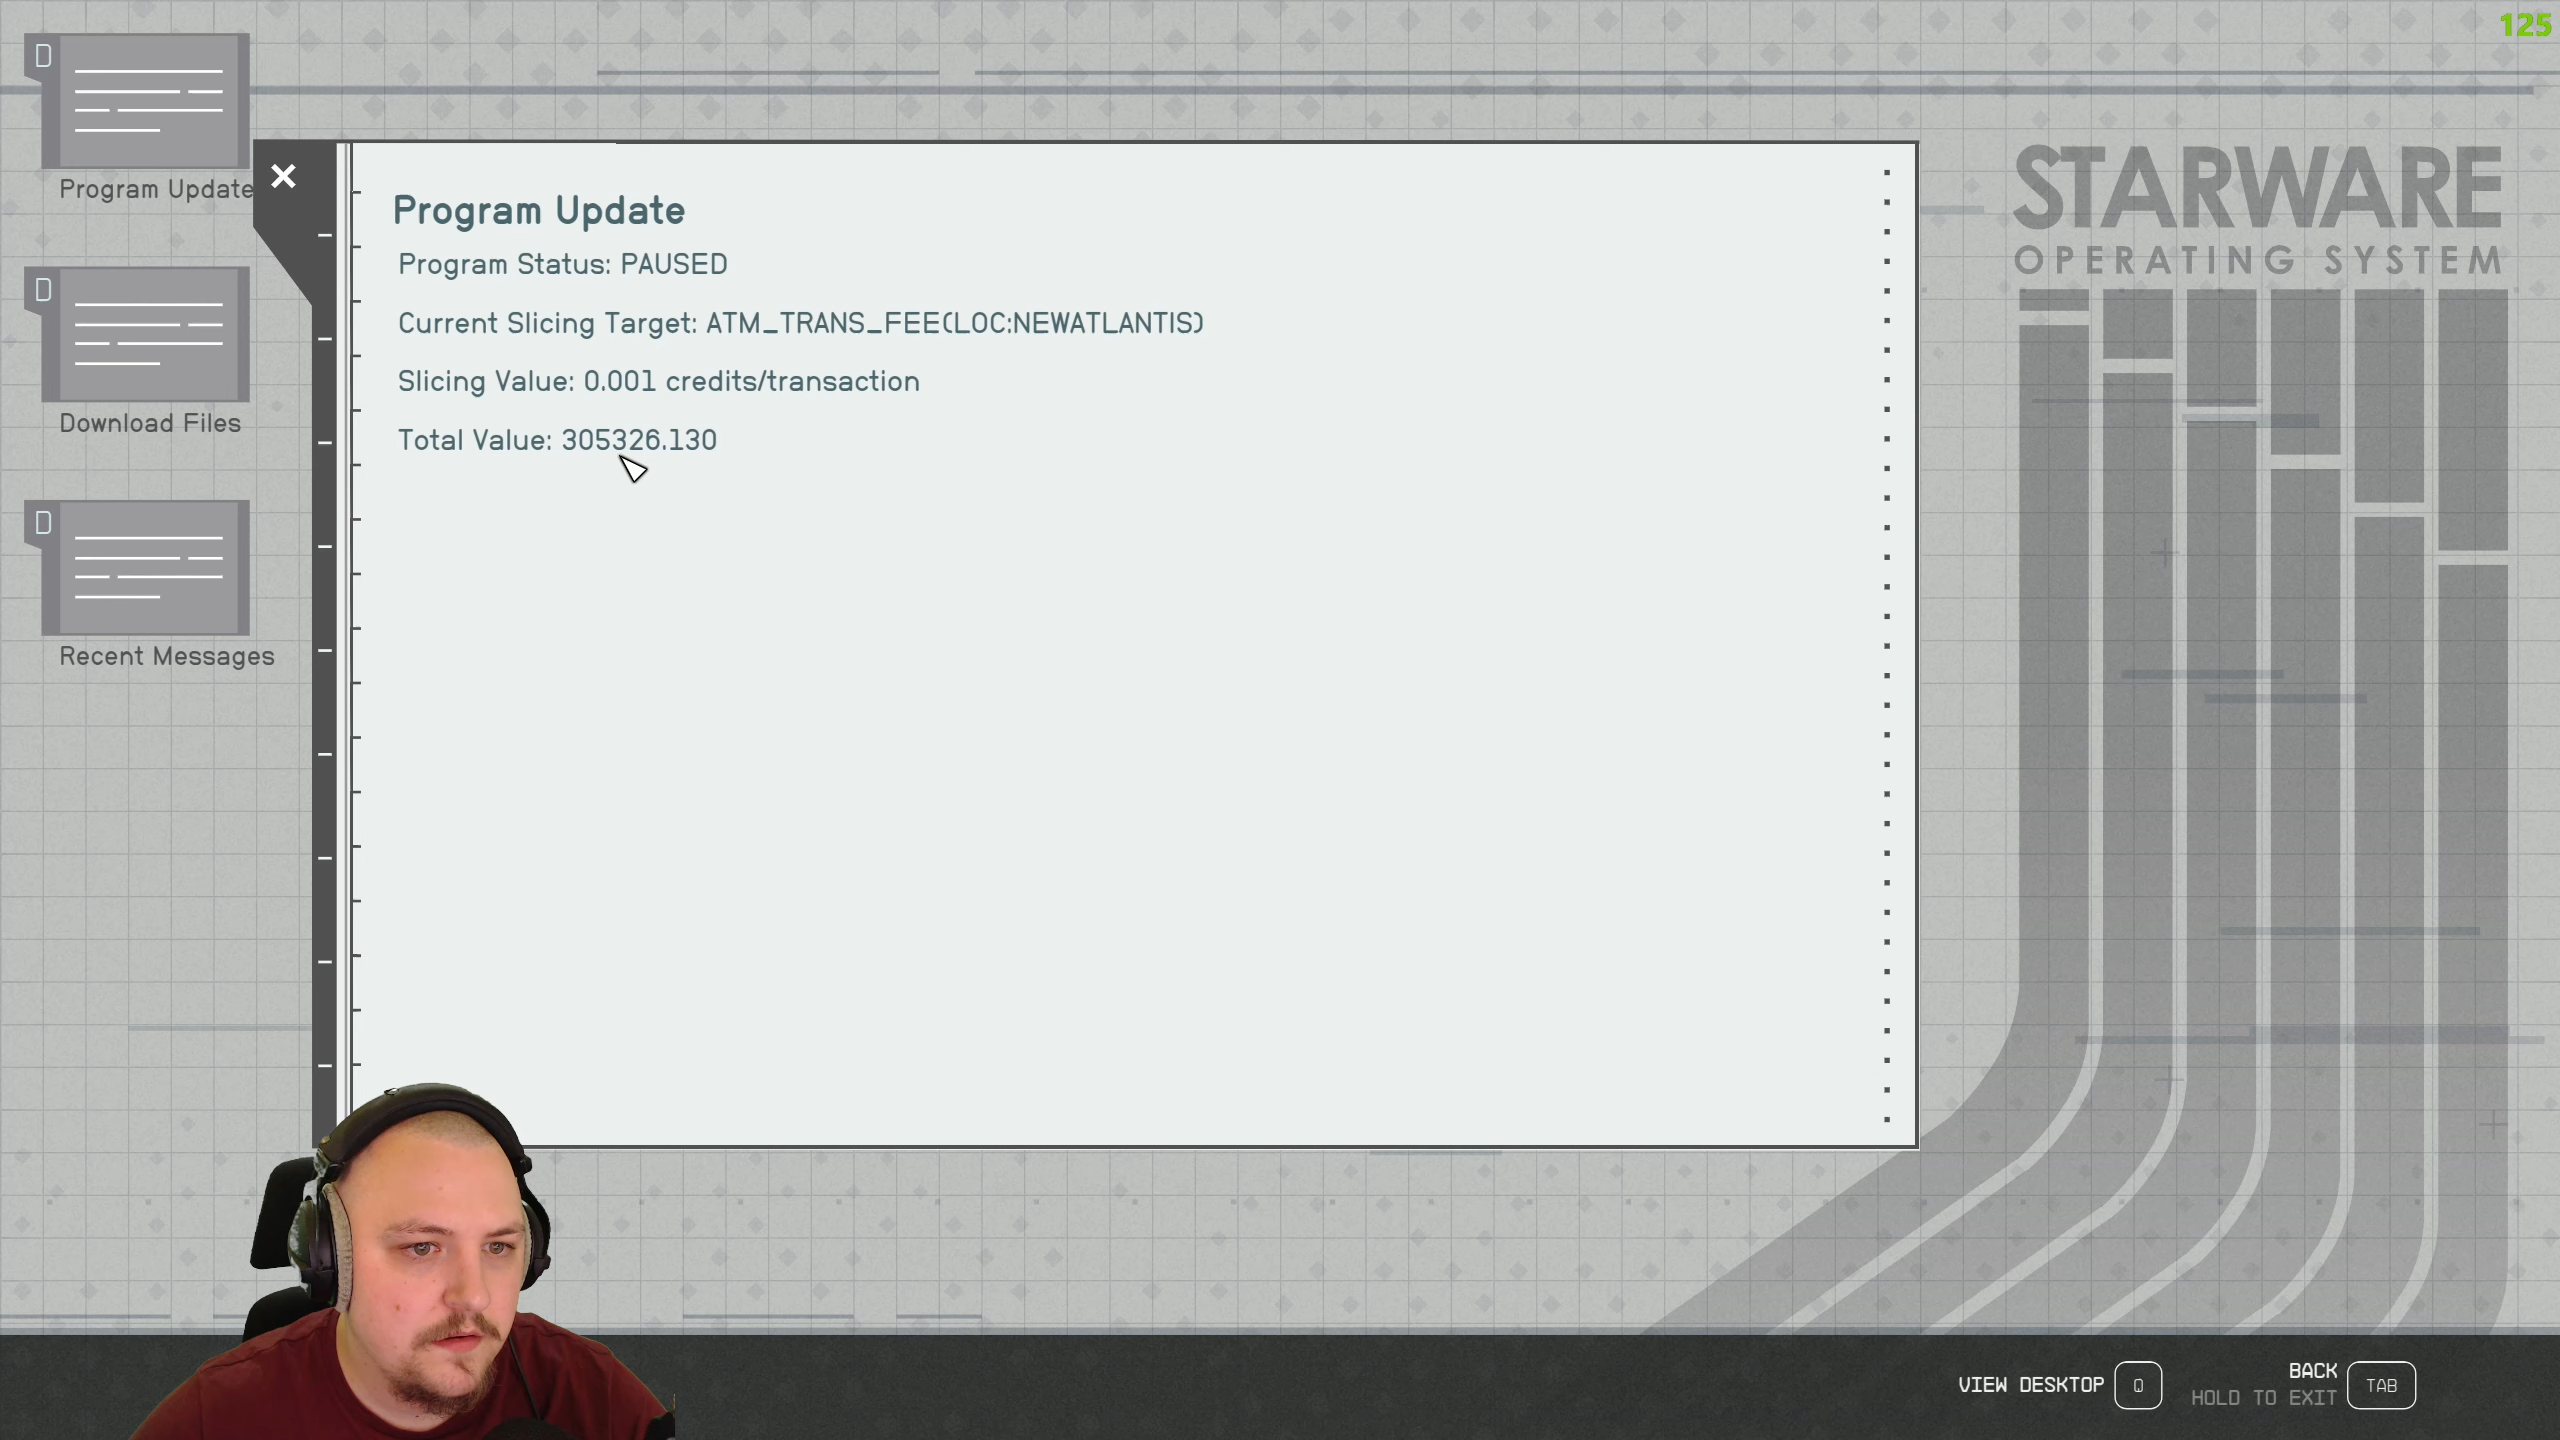 125
Program Update
Download Files
Recent Messages
Program Update
Program Status: PAUSED
Current Slicing Target: ATM_TRANS_FEE(LOC:NEWATLANTIS)
Slicing Value: 0.001 credits/transaction
Total Value: 305326.130
STARWARE
OPERATING SYSTEM
VIEW DESKTOP Q
BACK
HOLD TO EXIT TAB